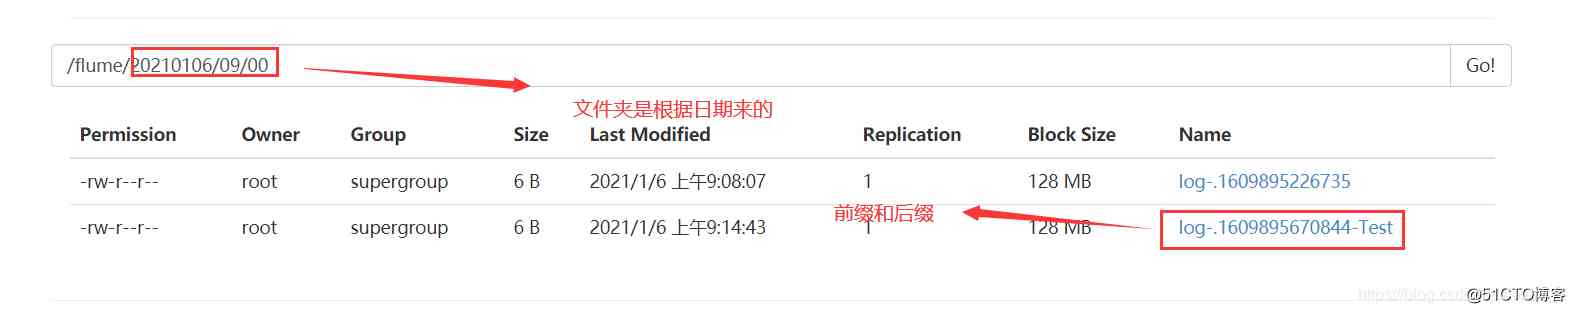 /flume/20210106/09/00 Go!
文件夹是根据日期来的
Permission Owner Group Size Last Modified Replication Block Size Name
-rw-r--r-- root supergroup 6 B 2021/1/6 上午9:08:07 1 128 MB log-.1609895226735
前缀和后缀
-rw-r--r-- root supergroup 6 B 2021/1/6 上午9:14:43 1 128 MB log-.1609895670844-Test
https://blog.csd
@51CTO博客